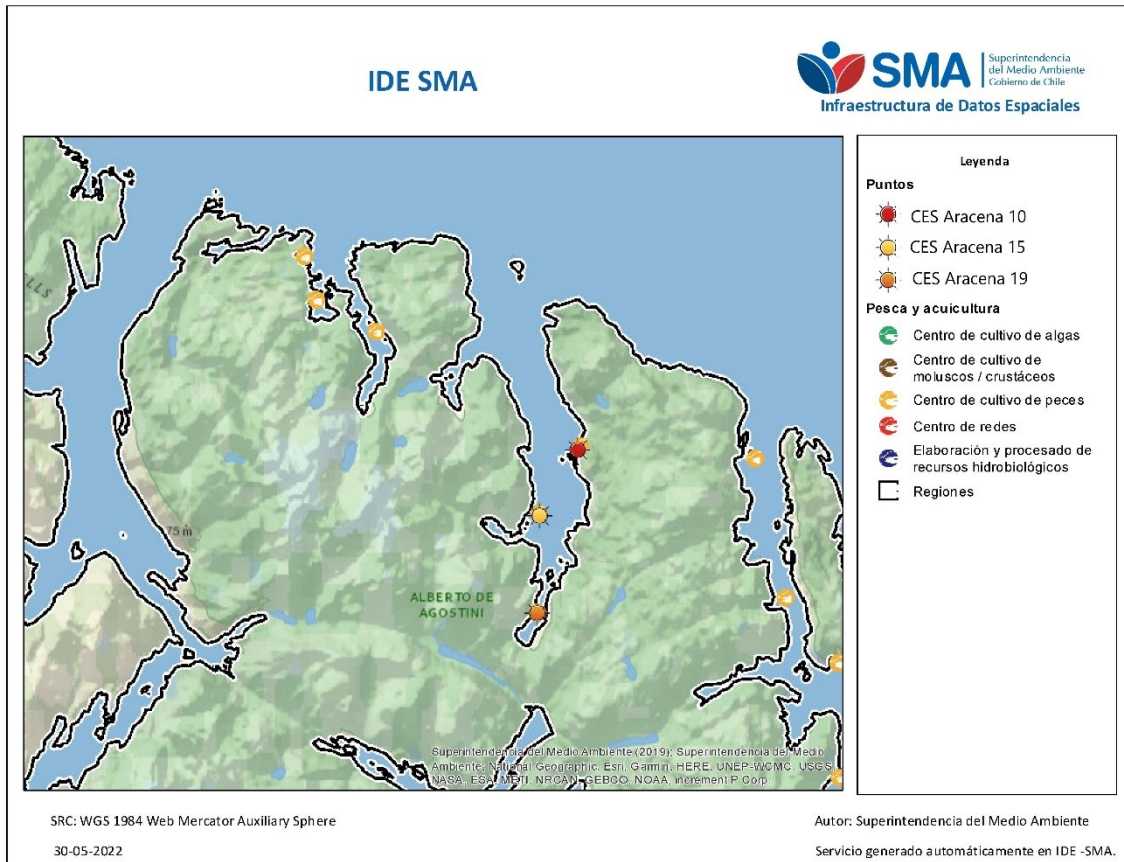 IDE SMA
SMA
Superintendencia
del Medio Ambiente
Gobierno de Chile
Infraestructura de Datos Espaciales
LLS
75 m
ALBERTO DE
AGOSTINI
Superintendencia del Medio Ambiente (2019): Superintendencia del Medio
Ambiente; National Geographic, Esri, Garmin, HERE, UNEP-WCMC, USGS,
NASA, ESA, METI, NRCAN, GEBCO, NOAA, increment P Corp.
Leyenda
Puntos
CES Aracena 10
CES Aracena 15
CES Aracena 19
Pesca y acuicultura
Centro de cultivo de algas
Centro de cultivo de
moluscos / crustáceos
Centro de cultivo de peces
Centro de redes
Elaboración y procesado de
recursos hidrobiológicos
Regiones
SRC: WGS 1984 Web Mercator Auxiliary Sphere
30-05-2022
Autor: Superintendencia del Medio Ambiente
Servicio generado automáticamente en IDE -SMA.